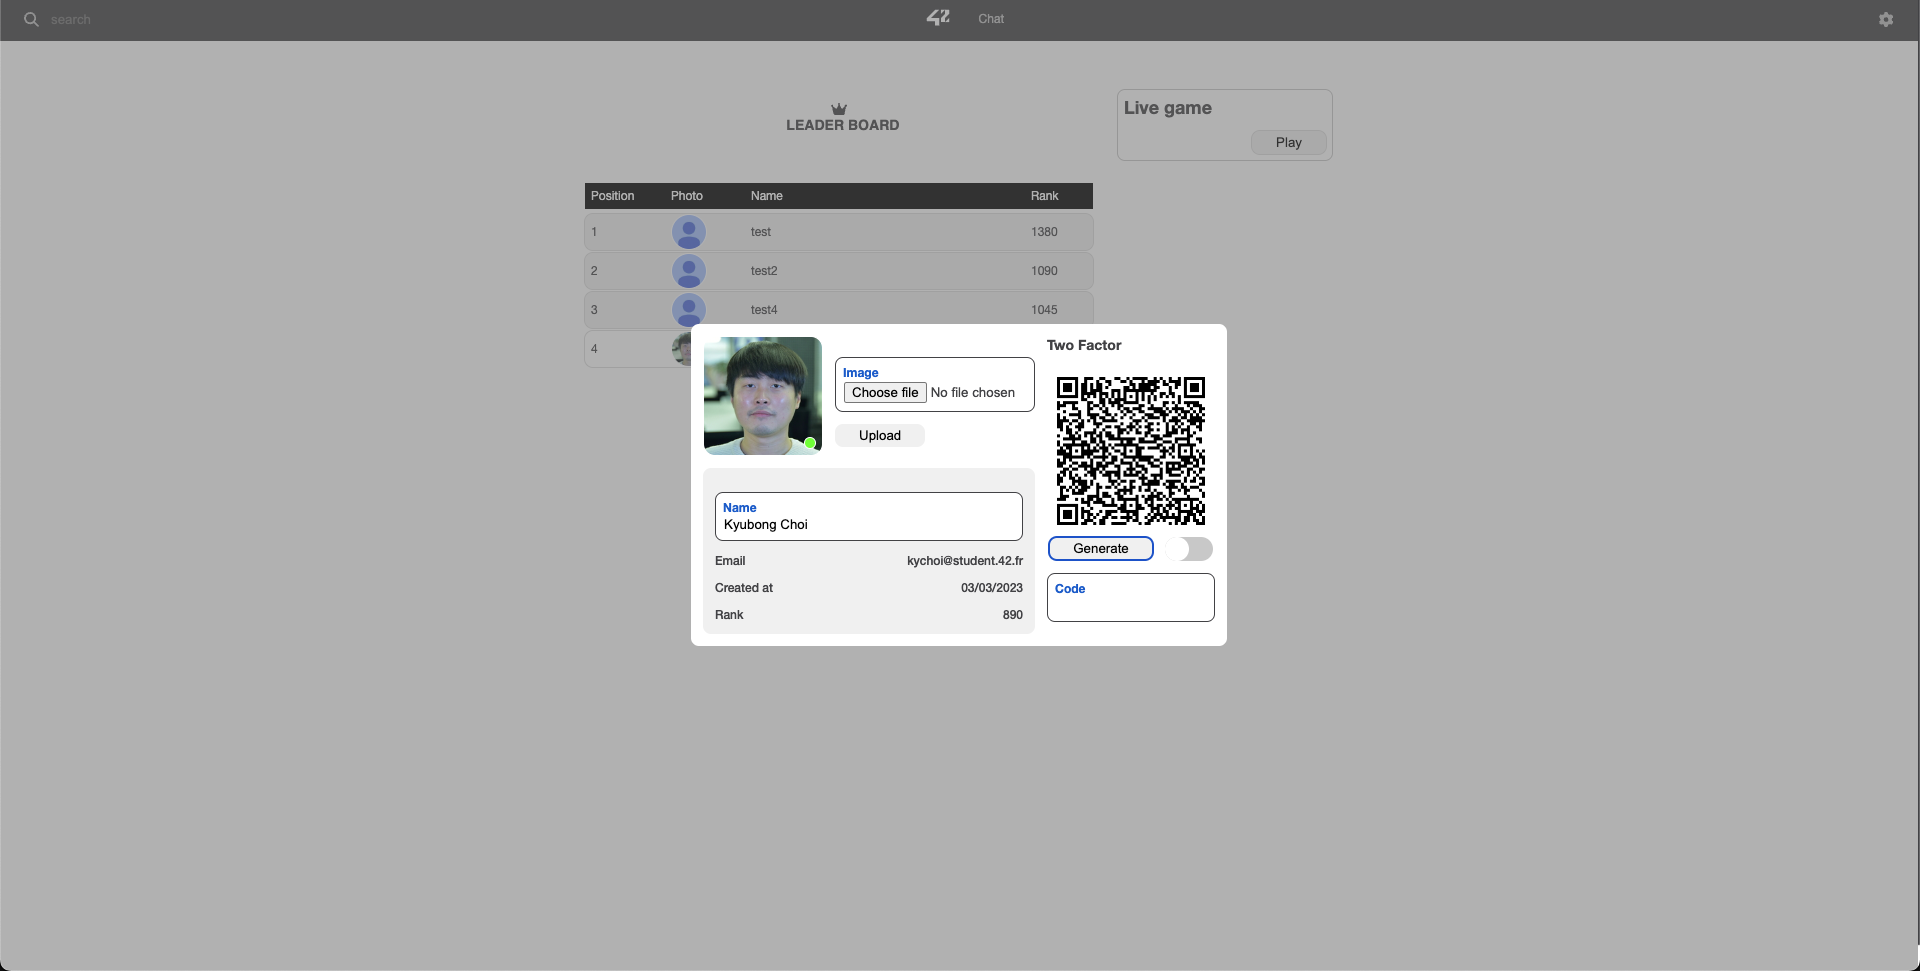 search
42
Chat
LEADER BOARD
Live game
Play
Position Photo Name Rank
1 test 1380
2 test2 1090
3 test4 1045
4
Image
Choose file No file chosen
Upload
Name
Kyubong Choi
Email kychoi@student.42.fr
Created at 03/03/2023
Rank 890
Two Factor
Generate
Code